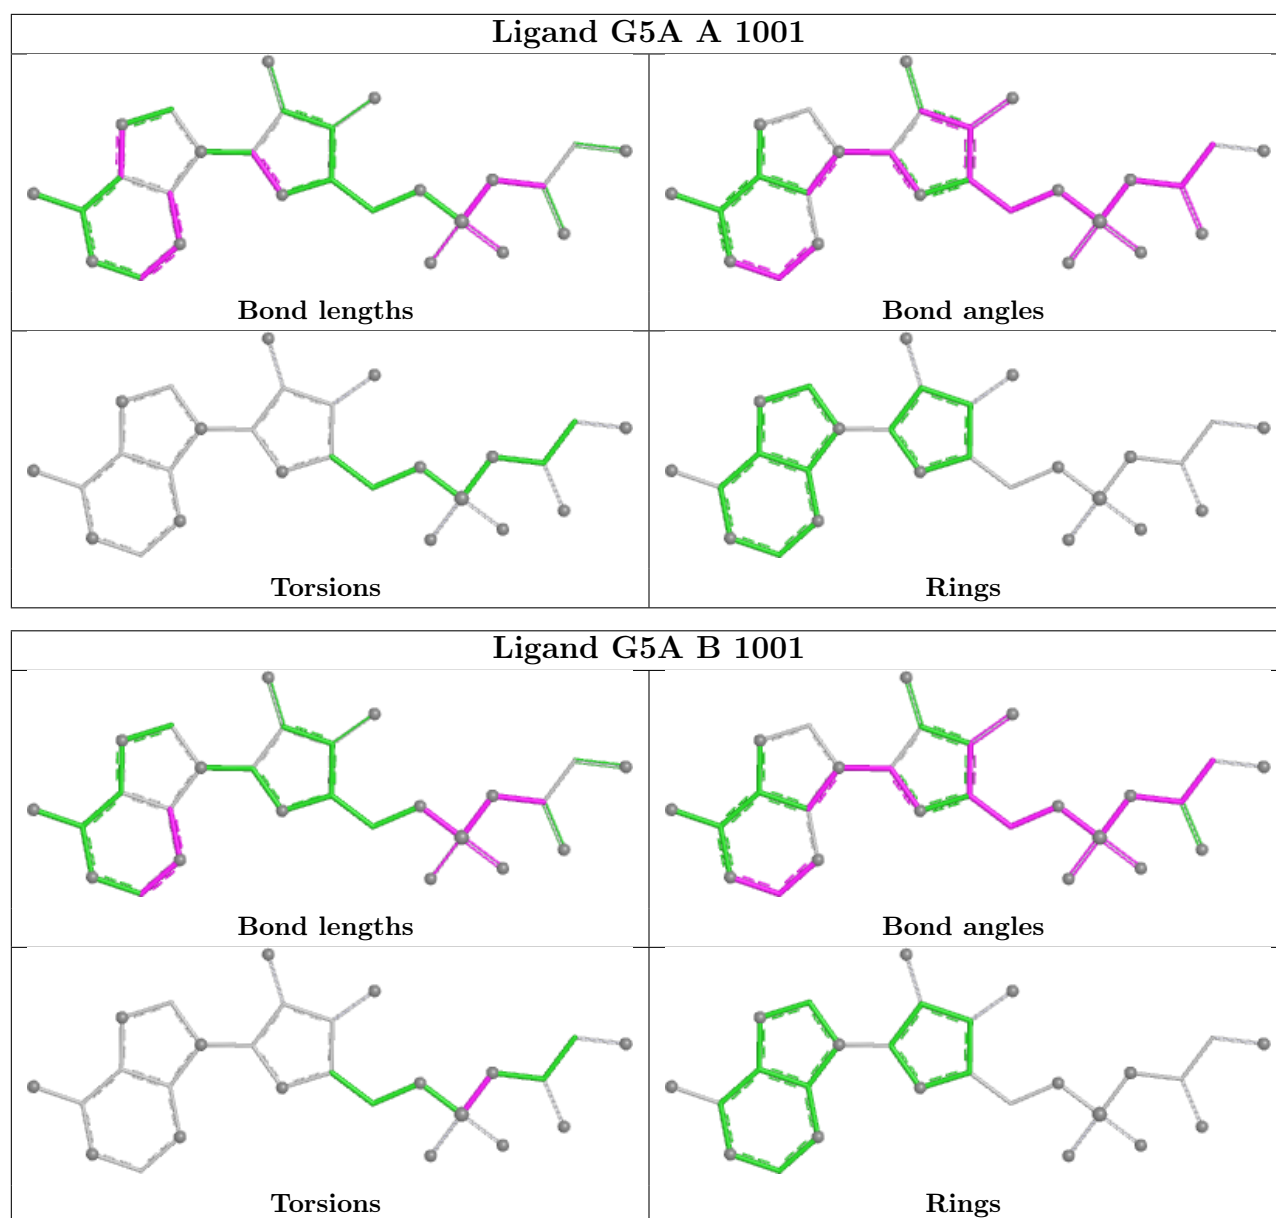 Ligand G5A A 1001
Bond lengths
Bond angles
Torsions
Rings
Ligand G5A B 1001
Bond lengths
Bond angles
Torsions
Rings